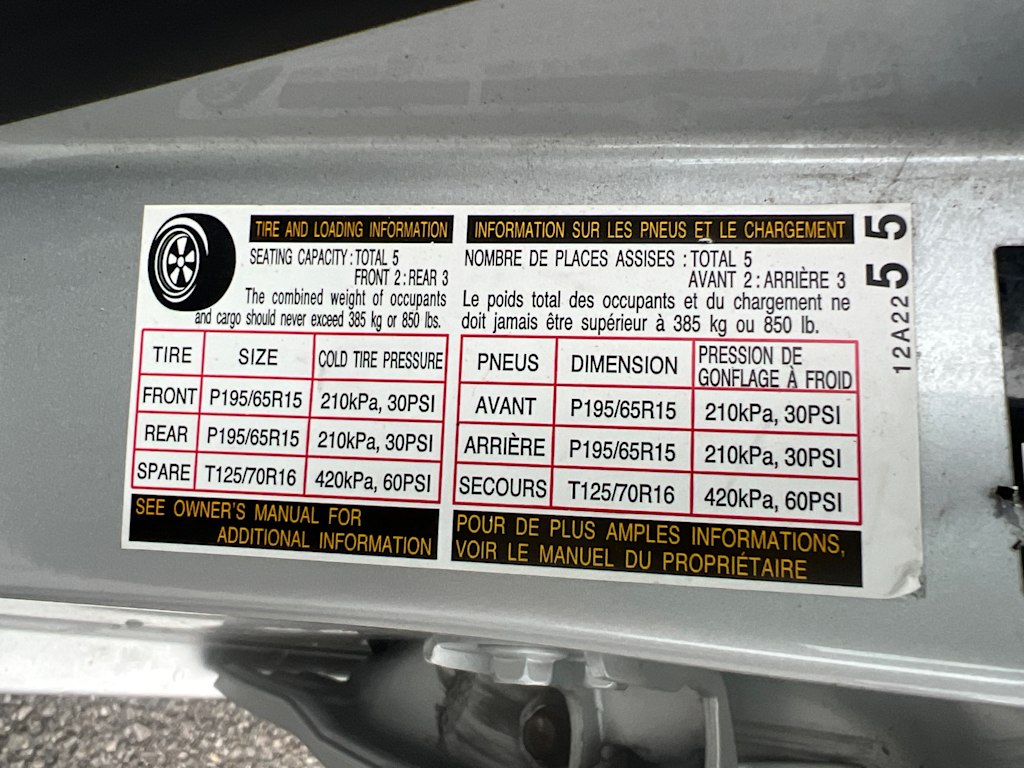 TIRE AND LOADING INFORMATION
SEATING CAPACITY : TOTAL 5
FRONT 2 : REAR 3
The combined weight of occupants
and cargo should never exceed 385 kg or 850 lbs.
TIRE SIZE COLD TIRE PRESSURE
FRONT P195/65R15 210kPa, 30PSI
REAR P195/65R15 210kPa, 30PSI
SPARE T125/70R16 420kPa, 60PSI
SEE OWNER'S MANUAL FOR
ADDITIONAL INFORMATION
INFORMATION SUR LES PNEUS ET LE CHARGEMENT
NOMBRE DE PLACES ASSISES : TOTAL 5
AVANT 2 : ARRIÈRE 3
Le poids total des occupants et du chargement ne
doit jamais être supérieur à 385 kg ou 850 lb.
PNEUS DIMENSION PRESSION DE
GONFLAGE À FROID
AVANT P195/65R15 210kPa, 30PSI
ARRIÈRE P195/65R15 210kPa, 30PSI
SECOURS T125/70R16 420kPa, 60PSI
POUR DE PLUS AMPLES INFORMATIONS,
VOIR LE MANUEL DU PROPRIÉTAIRE
12A22 5 5